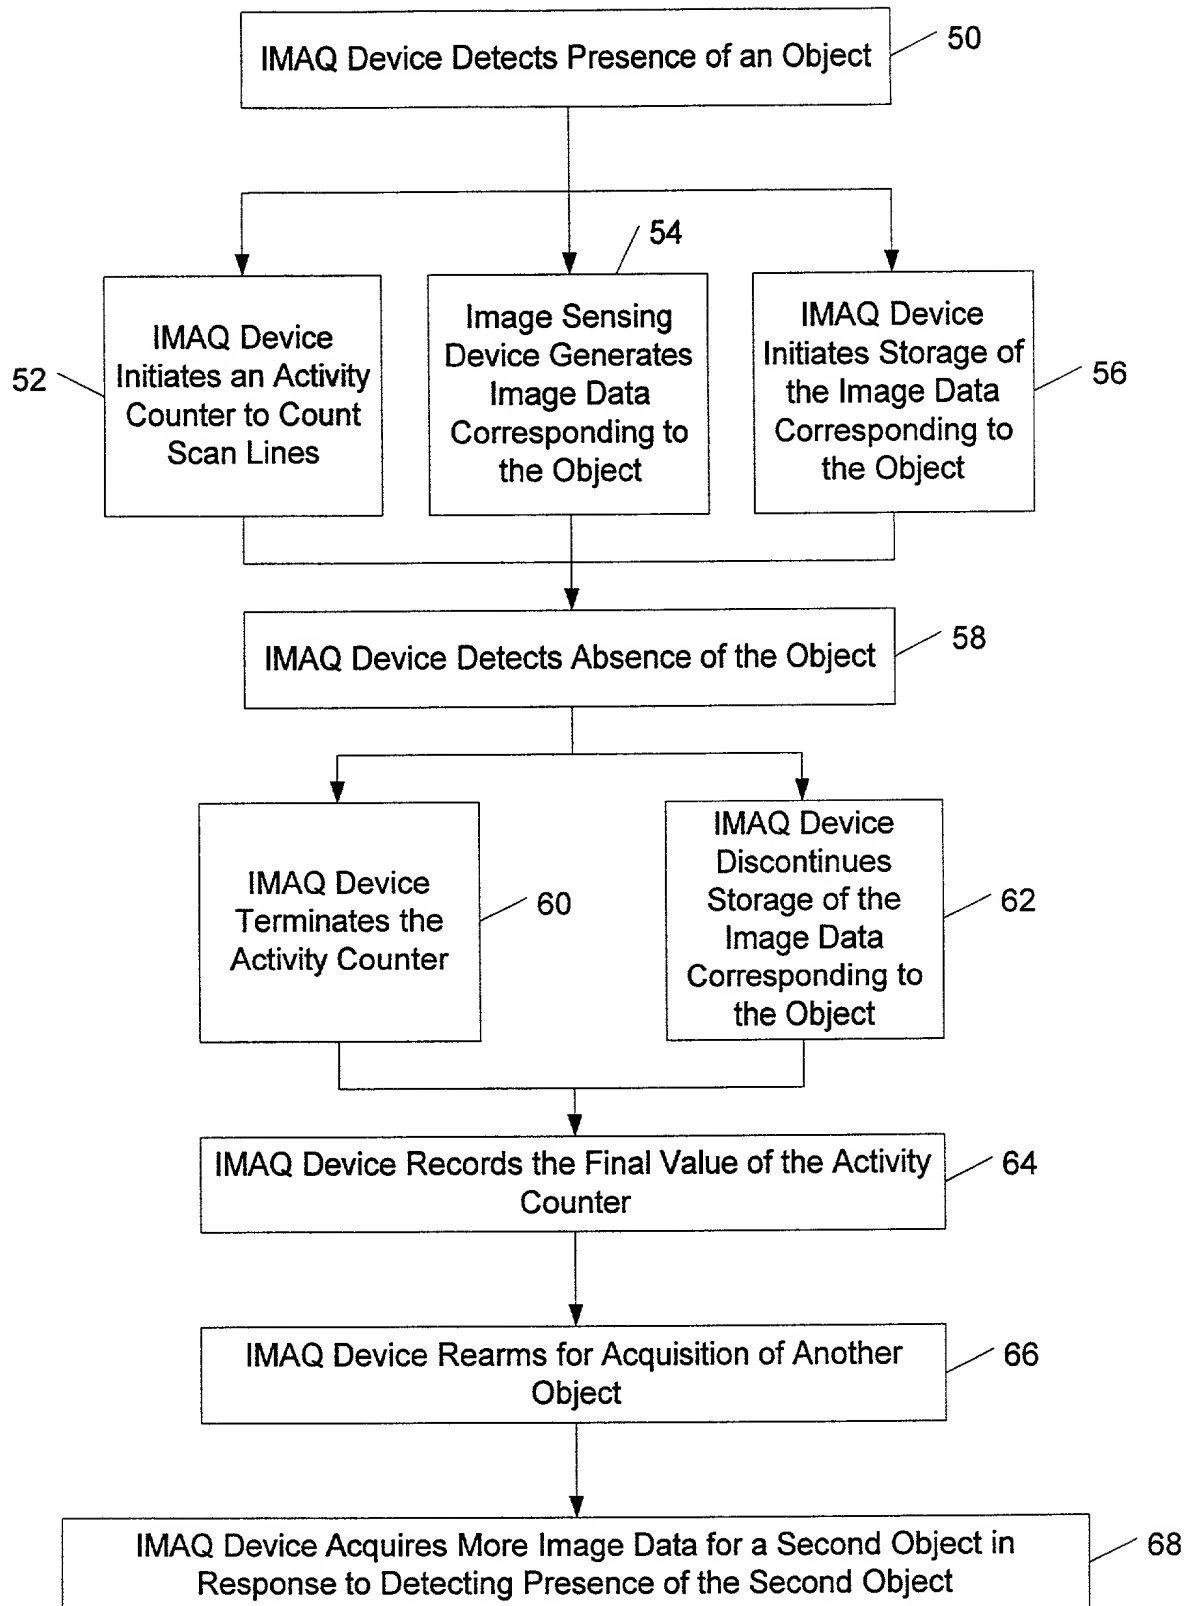 IMAQ Device Detects Presence of an Object
50
54
52
IMAQ Device
Initiates an Activity
Counter to Count
Scan Lines
Image Sensing
Device Generates
Image Data
Corresponding to
the Object
IMAQ Device
Initiates Storage of
the Image Data
Corresponding to
the Object
56
IMAQ Device Detects Absence of the Object
58
IMAQ Device
Terminates the
Activity Counter
60
IMAQ Device
Discontinues
Storage of the
Image Data
Corresponding to
the Object
62
IMAQ Device Records the Final Value of the Activity
Counter
64
IMAQ Device Rearms for Acquisition of Another
Object
66
IMAQ Device Acquires More Image Data for a Second Object in
Response to Detecting Presence of the Second Object
68